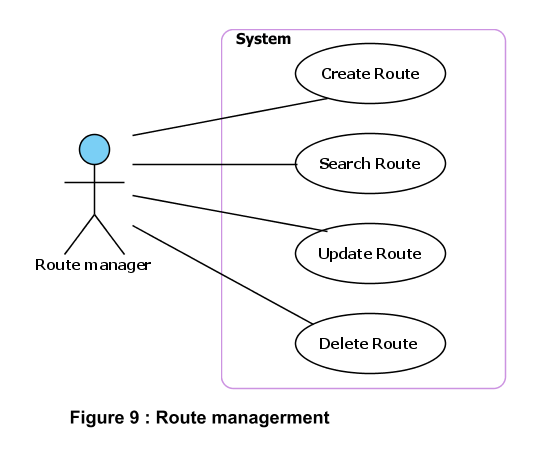 System
Create Route
Search Route
Update Route
Route manager
Delete Route
Figure 9 : Route managerment